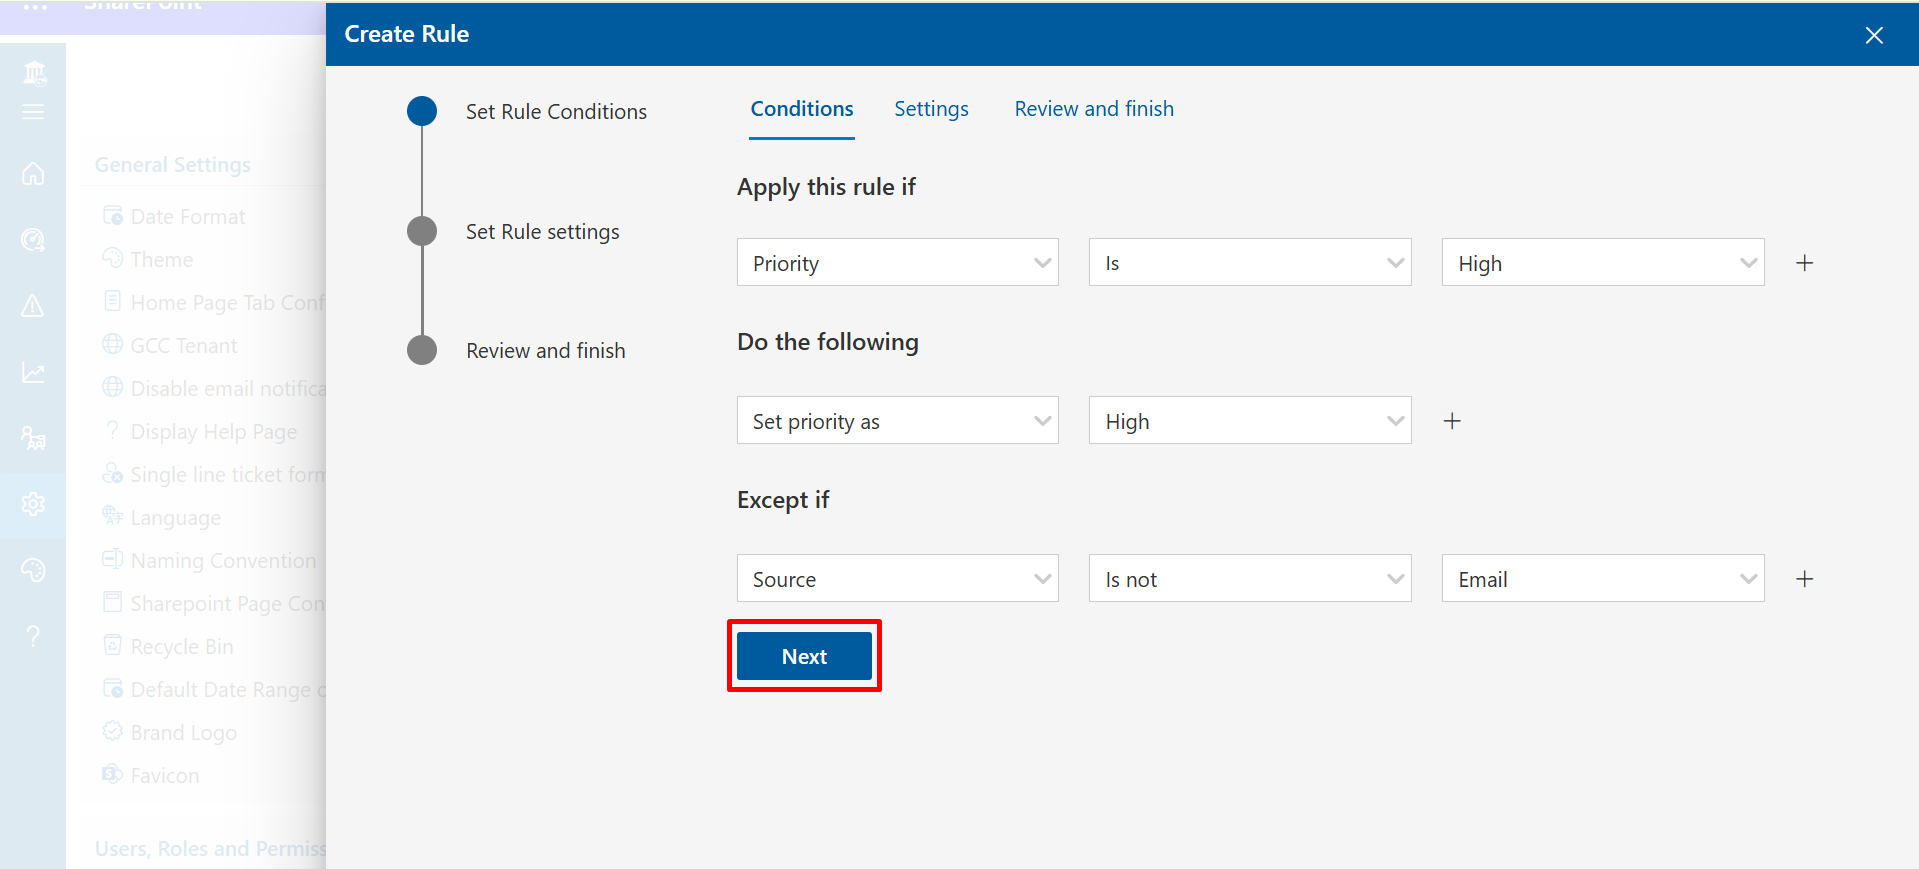 SharePoint
Create Rule
General Settings
Date Format
Theme
Home Page Tab Conf
GCC Tenant
Disable email notifica
Display Help Page
Single line ticket form
Language
Naming Convention
Sharepoint Page Con
Recycle Bin
Default Date Range o
Brand Logo
Favicon
Users, Roles and Permiss
Set Rule Conditions
Set Rule settings
Review and finish
Conditions Settings Review and finish
Apply this rule if
Priority Is High
Do the following
Set priority as High
Except if
Source Is not Email
Next